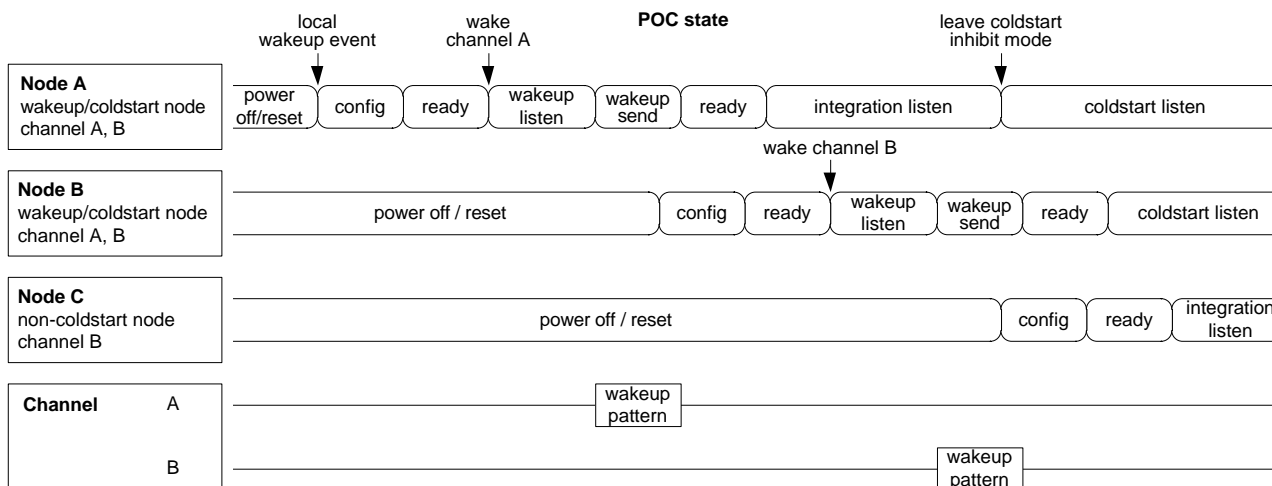 POC state
local
wakeup event
wake
channel A
leave coldstart
inhibit mode
Node A
wakeup/coldstart node
channel A, B
power
off/reset
config
ready
wakeup
listen
wakeup
send
ready
integration listen
coldstart listen
wake channel B
Node B
wakeup/coldstart node
channel A, B
power off / reset
config
ready
wakeup
listen
wakeup
send
ready
coldstart listen
Node C
non-coldstart node
channel B
power off / reset
config
ready
integration
listen
Channel
A
wakeup
pattern
B
wakeup
pattern